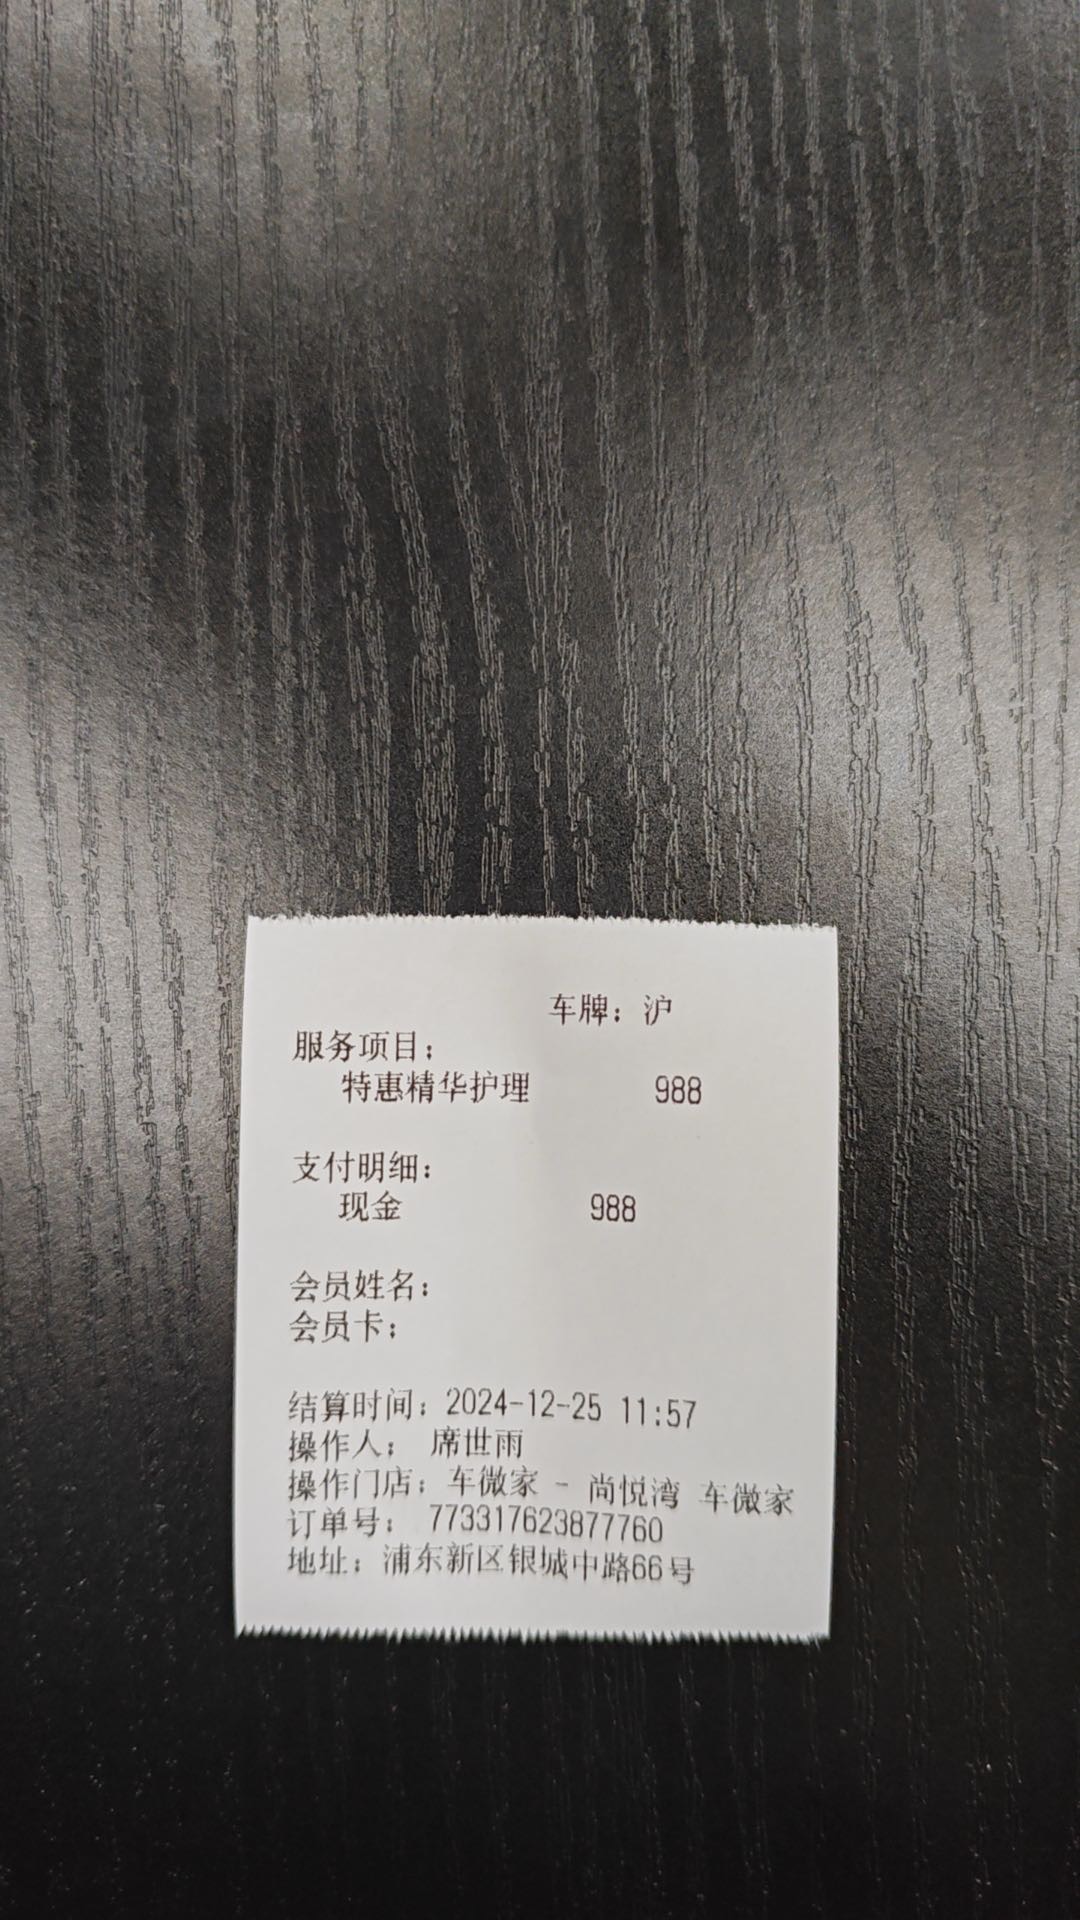 车牌：沪
服务项目：
特惠精华护理 988
支付明细：
现金 988
会员姓名：
会员卡：
结算时间：2024-12-25 11:57
操作人： 席世雨
操作门店：车微家 - 尚悦湾 车微家
订单号： 773317623877760
地址：浦东新区银城中路66号